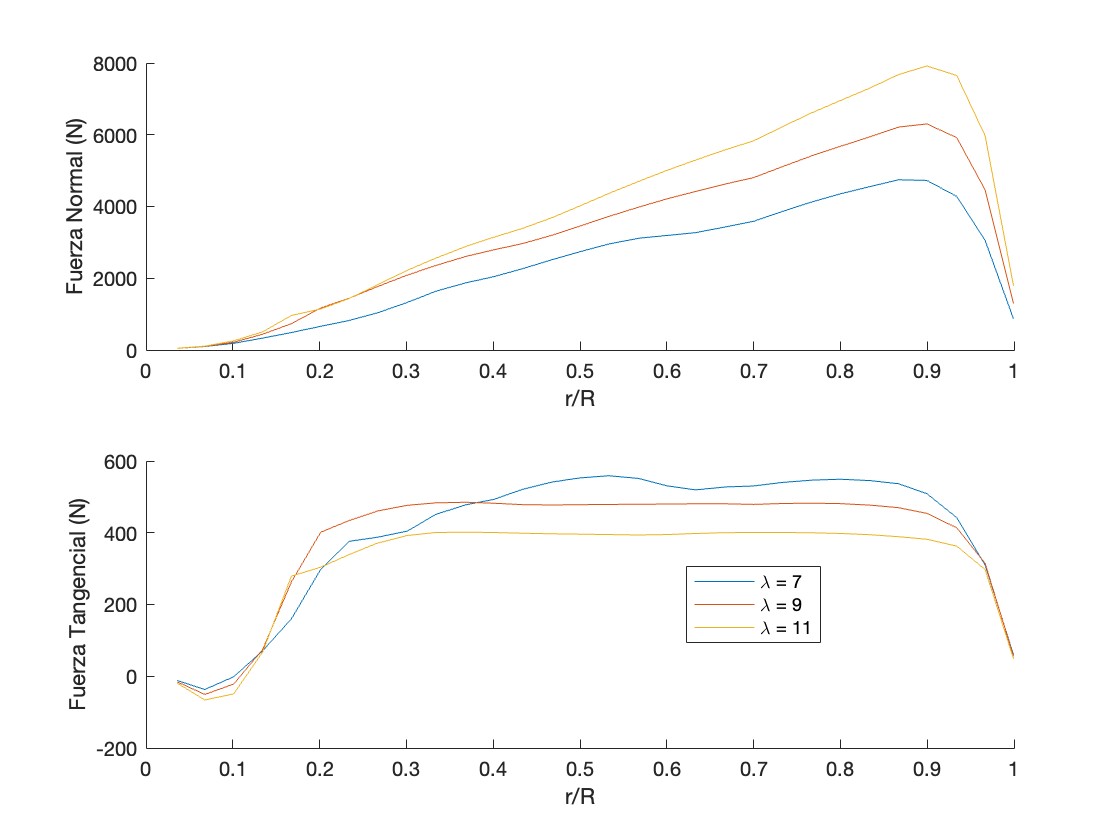 8000
6000
4000
2000
0
Fuerza Normal (N)
0 0.1 0.2 0.3 0.4 0.5 0.6 0.7 0.8 0.9 1
r/R
600
400
200
0
-200
Fuerza Tangencial (N)
λ = 7
λ = 9
λ = 11
0 0.1 0.2 0.3 0.4 0.5 0.6 0.7 0.8 0.9 1
r/R